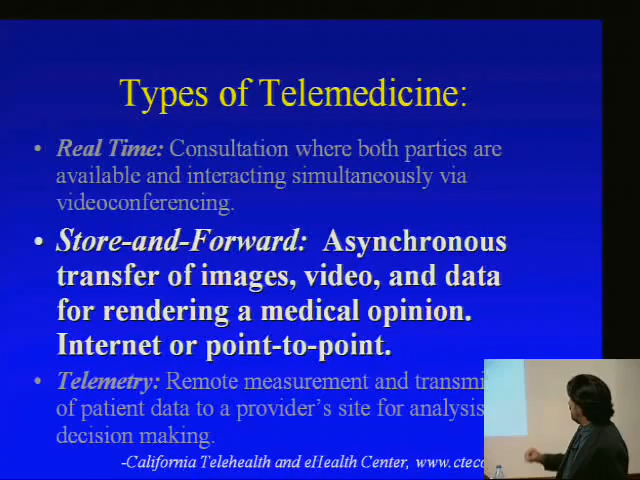 Types of Telemedicine:
• Real Time: Consultation where both parties are
available and interacting simultaneously via
videoconferencing.
• Store-and-Forward: Asynchronous
transfer of images, video, and data
for rendering a medical opinion.
Internet or point-to-point.
• Telemetry: Remote measurement and
of patient data to a provider's site for analysis
decision making.
-California Telehealth and eHealth Center,